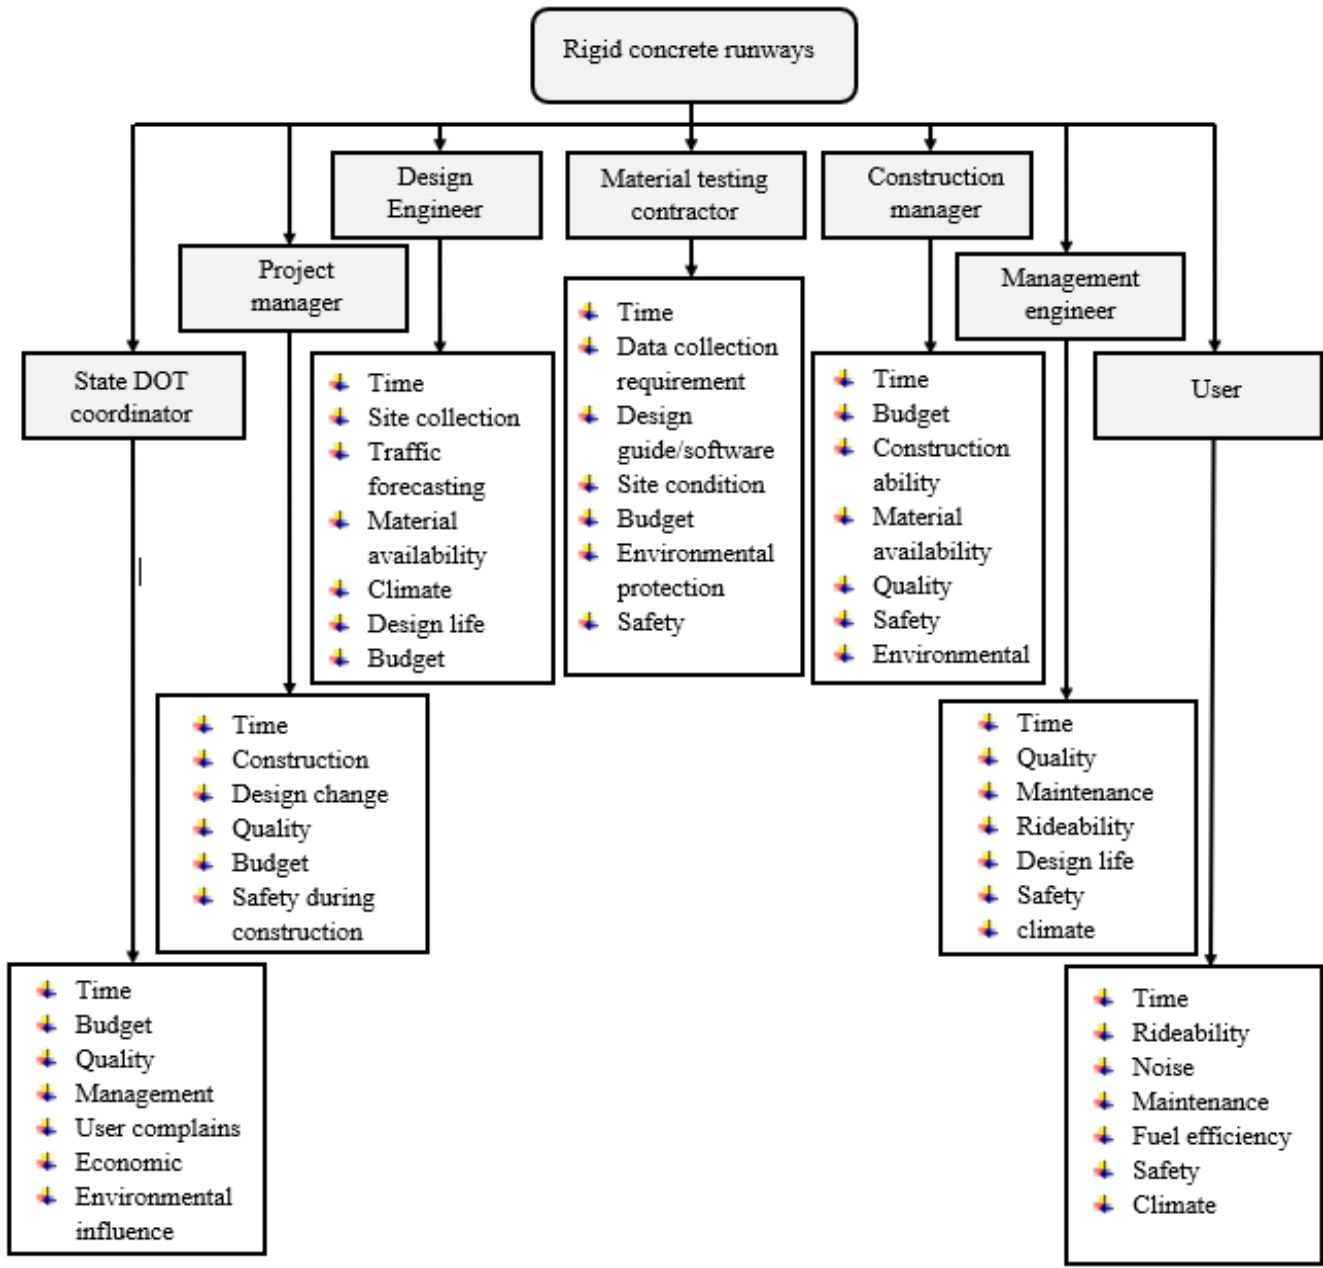 Rigid concrete runways
Design
Engineer
Material testing
contractor
Construction
manager
Project
manager
Management
engineer
State DOT
coordinator
User
Time
Site collection
Traffic
forecasting
Material
availability
Climate
Design life
Budget
Time
Data collection
requirement
Design
guide/software
Site condition
Budget
Environmental
protection
Safety
Time
Budget
Construction
ability
Material
availability
Quality
Safety
Environmental
Time
Construction
Design change
Quality
Budget
Safety during
construction
Time
Quality
Maintenance
Rideability
Design life
Safety
climate
Time
Budget
Quality
Management
User complains
Economic
Environmental
influence
Time
Rideability
Noise
Maintenance
Fuel efficiency
Safety
Climate